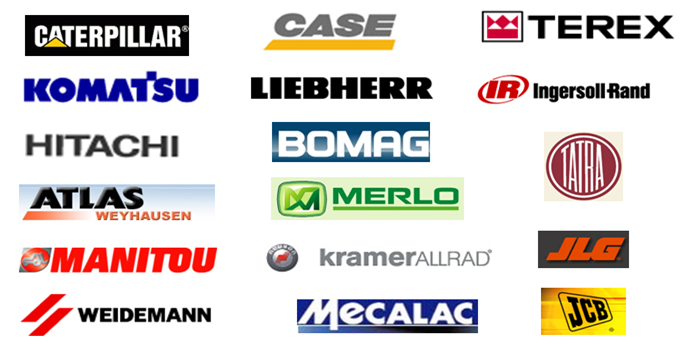 CATERPILLAR®
CASE
TEREX
KOMATSU
LIEBHERR
IR Ingersoll-Rand
HITACHI
BOMAG
TATRA
ATLAS
WEYHAUSEN
MERLO
MANITOU
kramerALLRAD®
JLG
WEIDEMANN
MECALAC
JCB